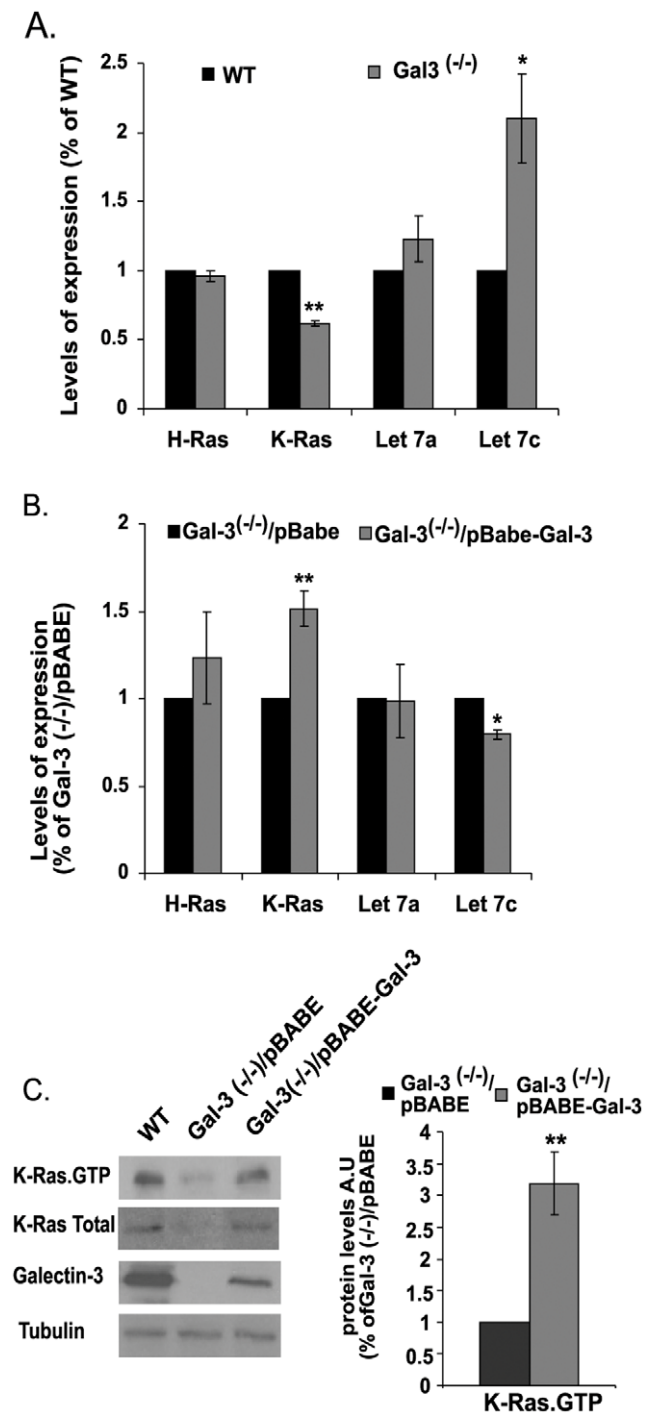 A.
Levels of expression (% of WT)
2.5
2
1.5
1
0.5
0
WT
Gal3 (-/-)
*
**
H-Ras
K-Ras
Let 7a
Let 7c
B.
Levels of expression
(% of Gal-3 (-/-)/pBABE)
2
1.5
1
0.5
0
Gal-3(-/-)/pBabe
Gal-3(-/-)/pBabe-Gal-3
**
*
H-Ras
K-Ras
Let 7a
Let 7c
C.
WT
Gal-3 (-/-)/pBABE
Gal-3(-/-)/pBABE-Gal-3
K-Ras.GTP
K-Ras Total
Galectin-3
Tubulin
Gal-3 (-/-)/
pBABE
Gal-3 (-/-)/
pBABE-Gal-3
protein levels A.U
(% ofGal-3 (-/-)/pBABE
4
3.5
3
2.5
2
1.5
1
0.5
0
**
K-Ras.GTP